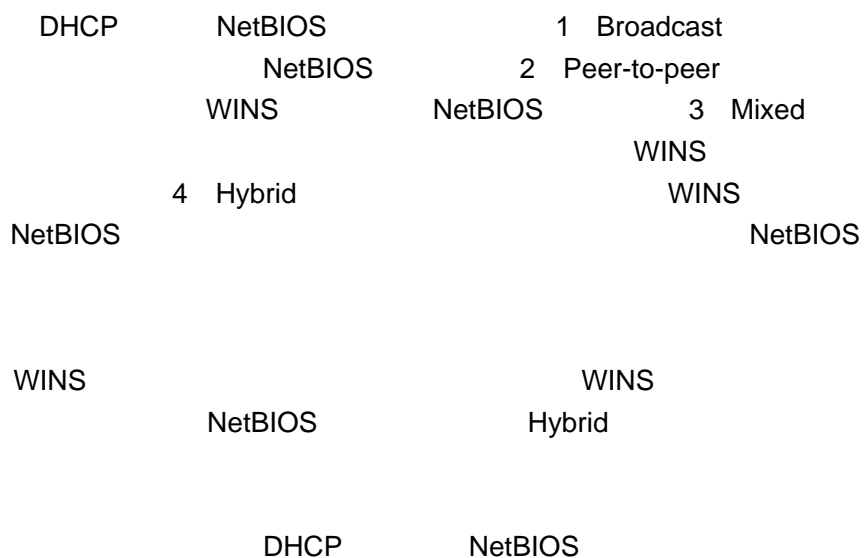 DHCP NetBIOS 1 Broadcast
NetBIOS 2 Peer-to-peer
WINS NetBIOS 3 Mixed
WINS
4 Hybrid WINS
NetBIOS NetBIOS
WINS WINS
NetBIOS Hybrid
DHCP NetBIOS